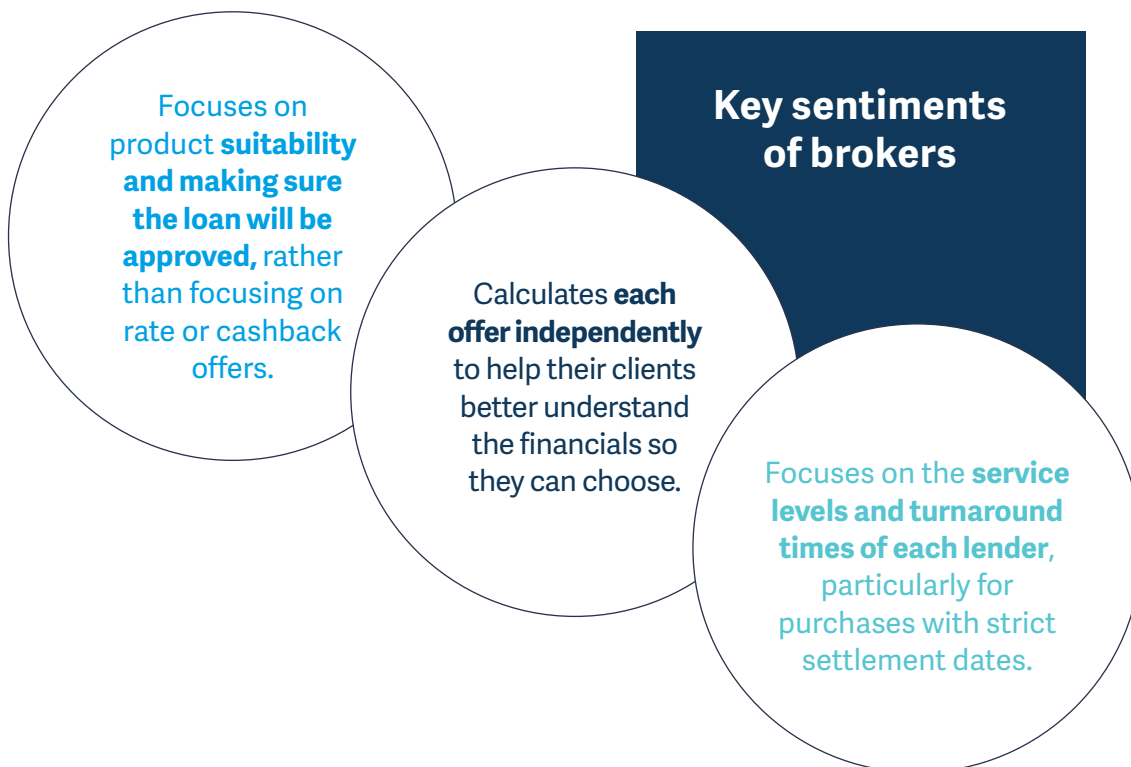 Key sentiments
of brokers
Focuses on
product suitability
and making sure
the loan will be
approved, rather
than focusing on
rate or cashback
offers.
Calculates each
offer independently
to help their clients
better understand
the financials so
they can choose.
Focuses on the service
levels and turnaround
times of each lender,
particularly for
purchases with strict
settlement dates.